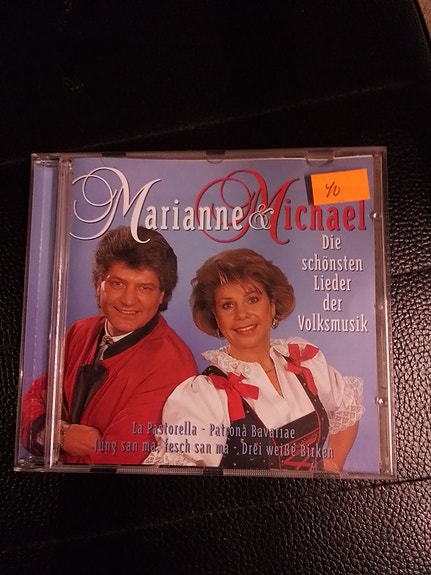 Marianne & Michael
40
Die
schönsten
Lieder
der
Volksmusik
La Pastorella - Patrona Bavariae
Jung san ma, fesch san ma - Drei weiße Birken